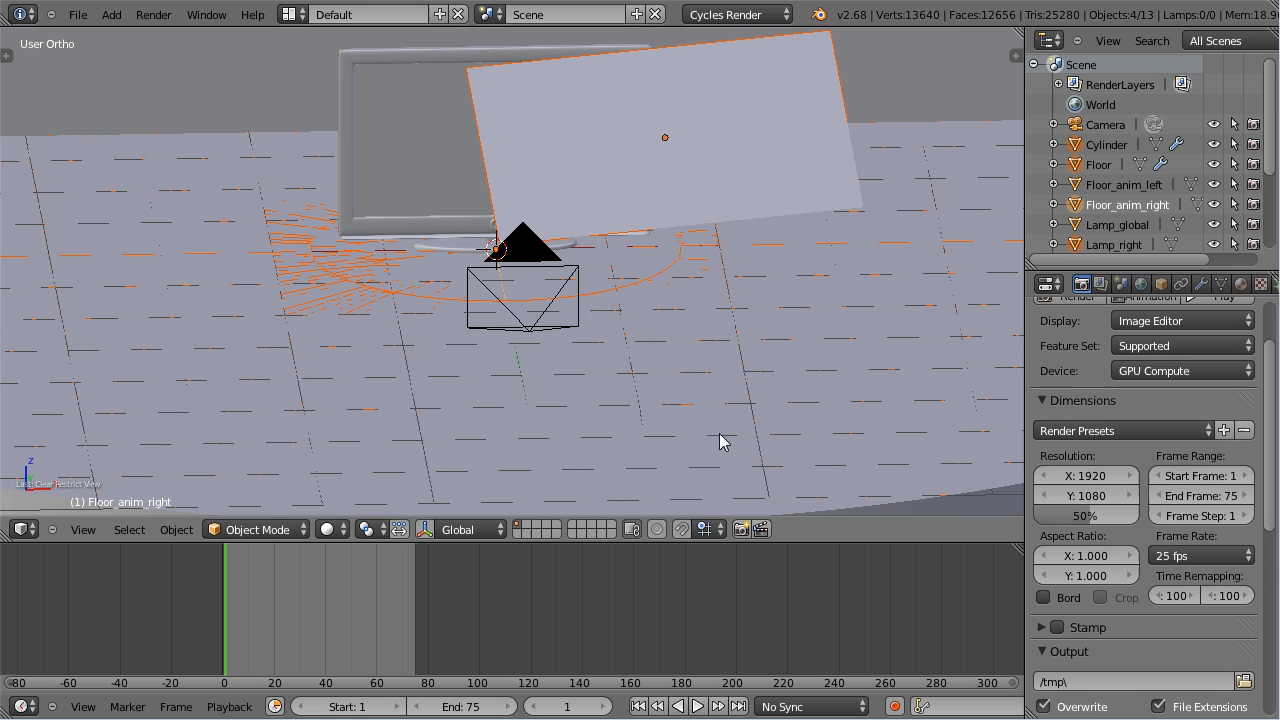 File Add Render Window Help Default Scene Cycles Render v2.68 | Verts:13640 | Faces:12656 | Tris:25280 | Objects:4/13 | Lamps:0/0 | Mem:18.9
User Ortho
View Search All Scenes
Scene
RenderLayers
World
Camera
Cylinder
Floor
Floor_anim_left
Floor_anim_right
Lamp_global
Lamp_right
Display: Image Editor
Feature Set: Supported
Device: GPU Compute
Dimensions
Render Presets
Resolution: Frame Range:
X: 1920 Start Frame: 1
Y: 1080 End Frame: 75
50% Frame Step: 1
Aspect Ratio: Frame Rate:
X: 1.000 25 fps
Y: 1.000 Time Remapping:
Bord Crop : 100 : 100
Stamp
Output
/tmp\
Overwrite File Extensions
z
Last: Clear Restrict View
(1) Floor_anim_right
View Select Object Object Mode Global
-80 -60 -40 -20 0 20 40 60 80 100 120 140 160 180 200 220 240 260 280 300
View Marker Frame Playback Start: 1 End: 75 1 No Sync